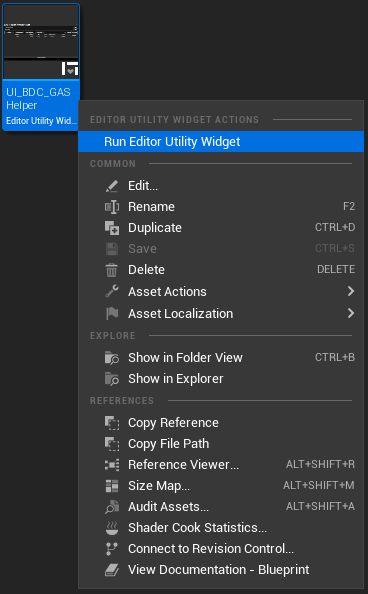 UI_BDC_GAS
Helper
Editor Utility Wid...
EDITOR UTILITY WIDGET ACTIONS
Run Editor Utility Widget
COMMON
Edit...
Rename F2
Duplicate CTRL+D
Save CTRL+S
Delete DELETE
Asset Actions
Asset Localization
EXPLORE
Show in Folder View CTRL+B
Show in Explorer
REFERENCES
Copy Reference
Copy File Path
Reference Viewer... ALT+SHIFT+R
Size Map... ALT+SHIFT+M
Audit Assets... ALT+SHIFT+A
Shader Cook Statistics...
Connect to Revision Control...
View Documentation - Blueprint